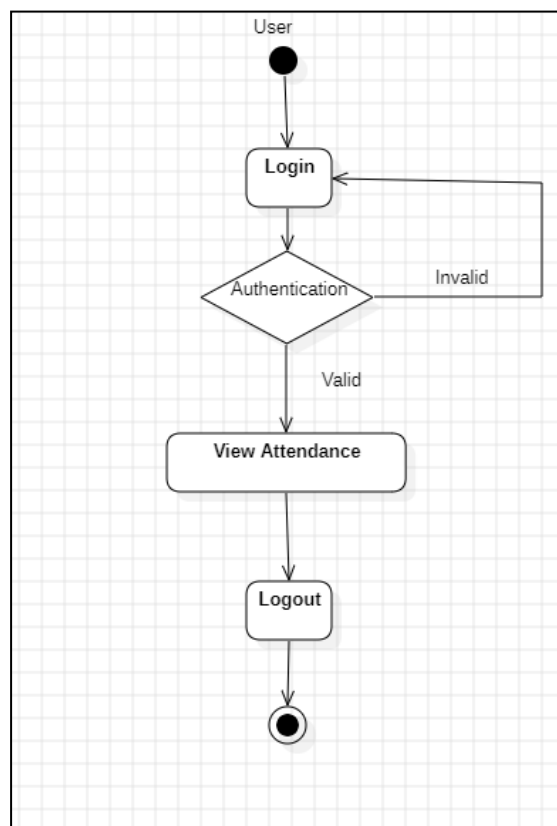 User
Login
Authentication
Invalid
Valid
View Attendance
Logout